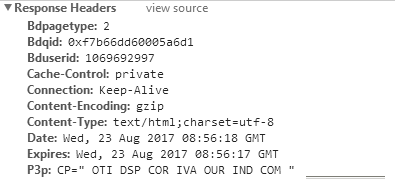 Response Headers view source
Bdpagetype: 2
Bdqid: 0xf7b66dd60005a6d1
Bduserid: 1069692997
Cache-Control: private
Connection: Keep-Alive
Content-Encoding: gzip
Content-Type: text/html;charset=utf-8
Date: Wed, 23 Aug 2017 08:56:18 GMT
Expires: Wed, 23 Aug 2017 08:56:17 GMT
P3p: CP=" OTI DSP COR IVA OUR IND COM "